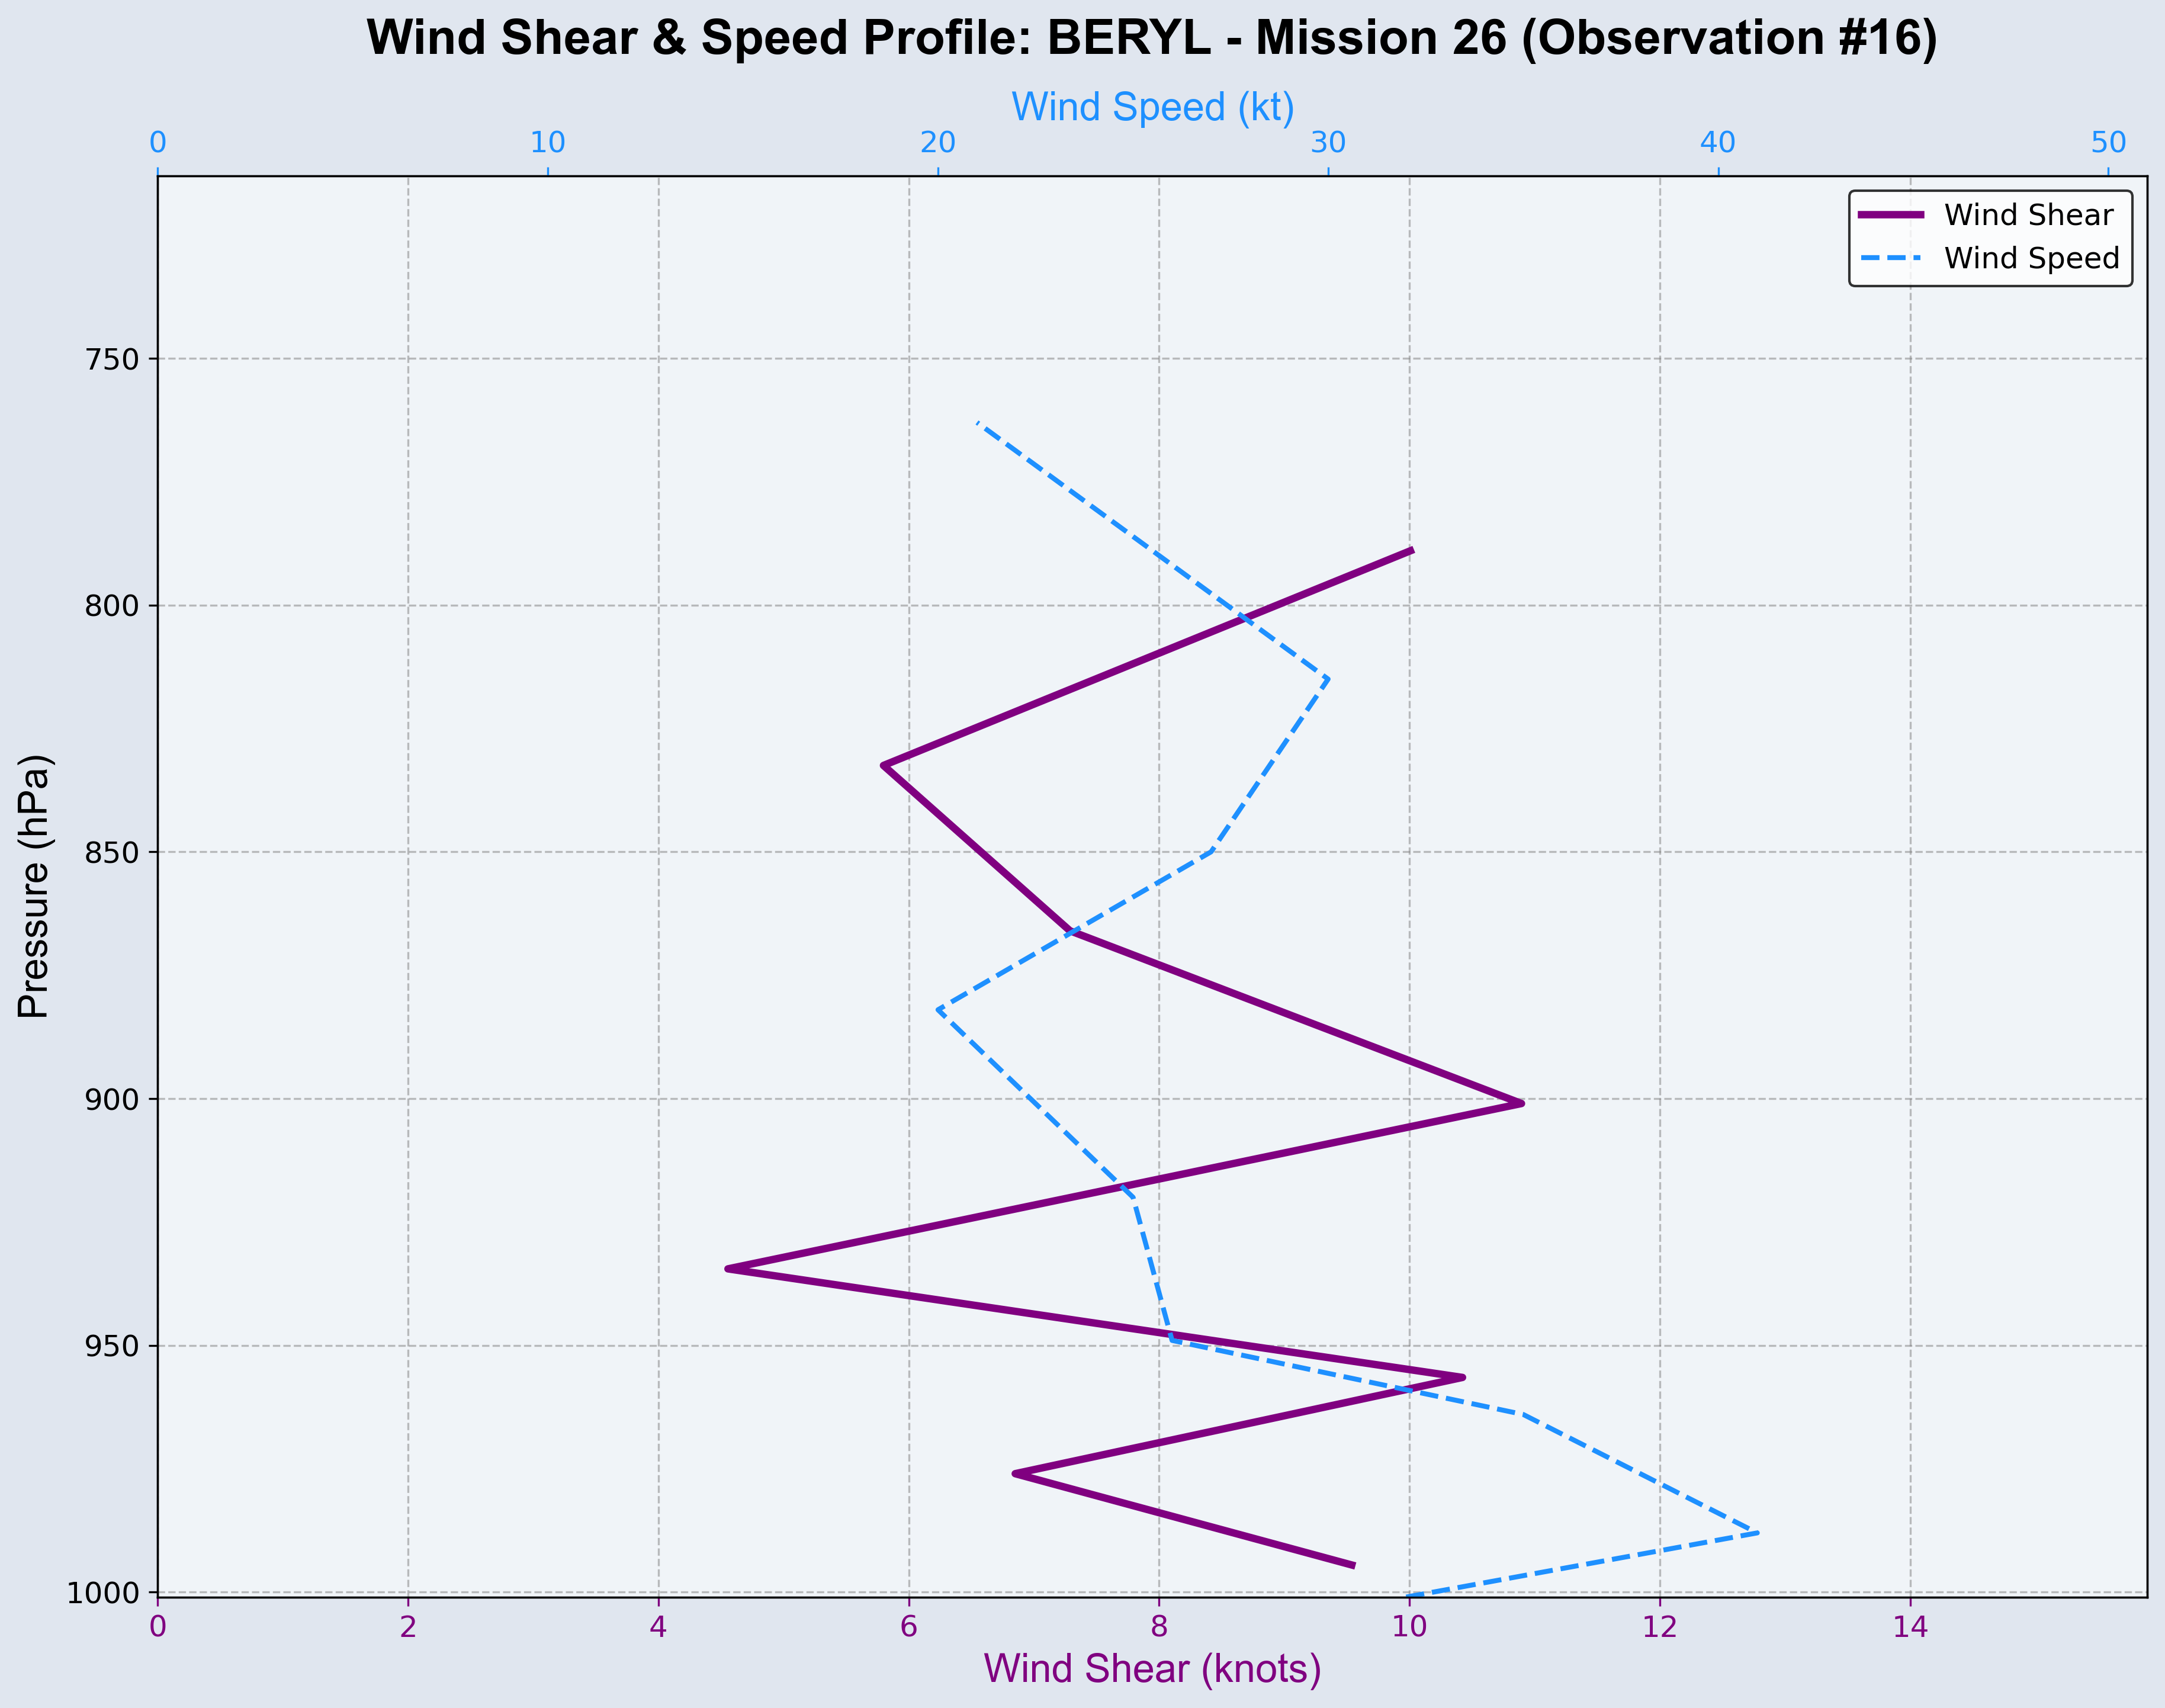 Wind Shear & Speed Profile: BERYL - Mission 26 (Observation #16)
Wind Speed (kt)
0 10 20 30 40 50
Wind Shear
Wind Speed
Pressure (hPa)
750
800
850
900
950
1000
0 2 4 6 8 10 12 14
Wind Shear (knots)